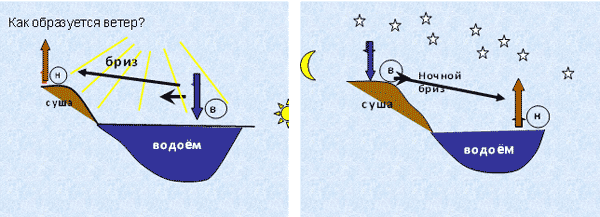 Как образуется ветер?
бриз
н
в
суша
водоём
в
Ночной
бриз
суша
н
водоём